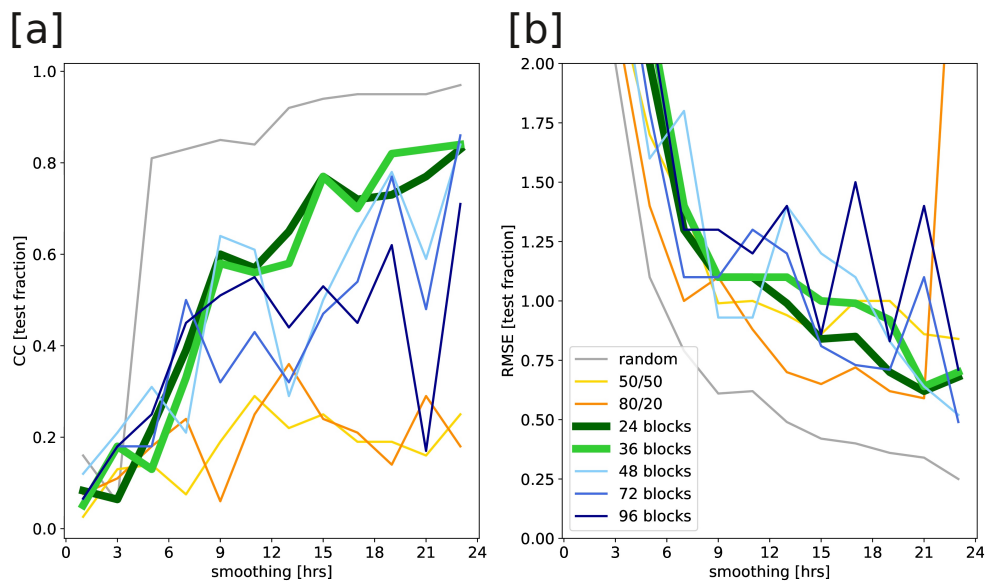 [a]
[b]
CC [test fraction]
1.0
0.8
0.6
0.4
0.2
0.0
0 3 6 9 12 15 18 21 24
smoothing [hrs]
RMSE [test fraction]
2.00
1.75
1.50
1.25
1.00
0.75
0.50
0.25
0.00
random
50/50
80/20
24 blocks
36 blocks
48 blocks
72 blocks
96 blocks
0 3 6 9 12 15 18 21 24
smoothing [hrs]